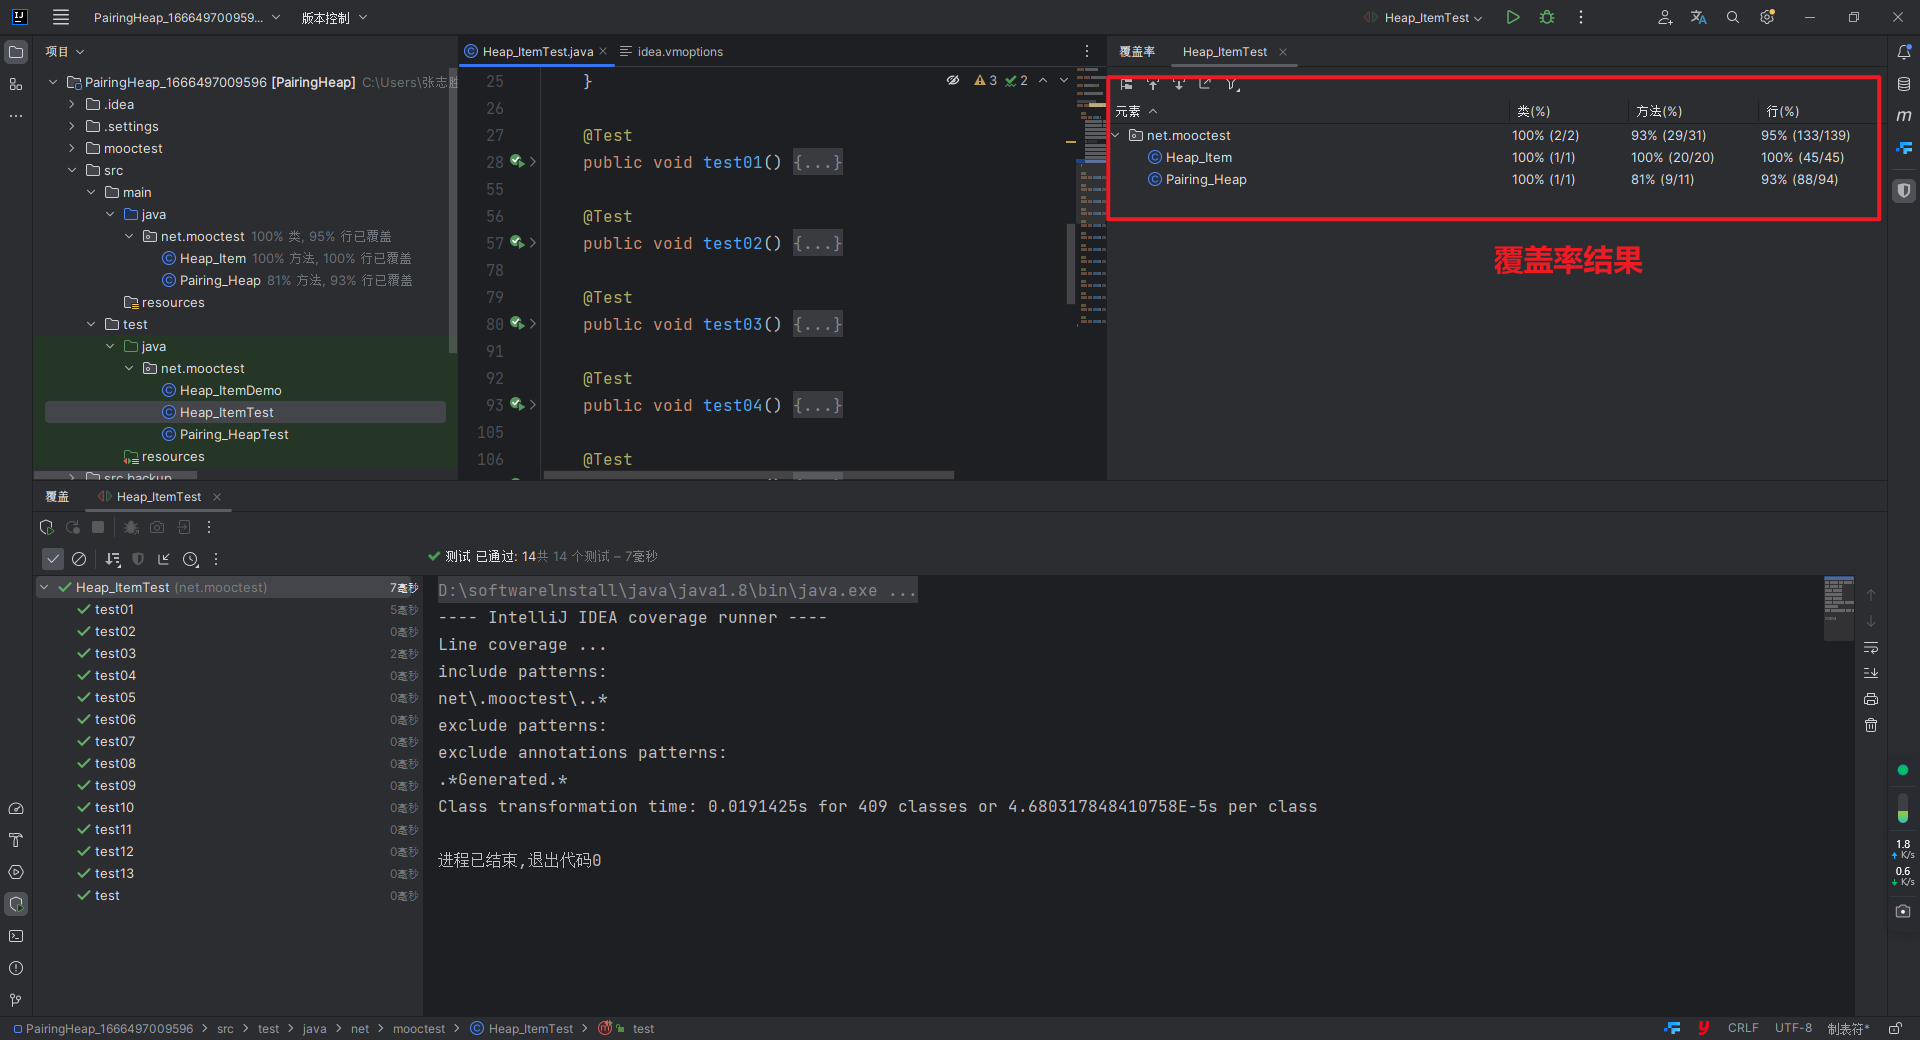 PairingHeap_166649700959...
版本控制
Heap_ItemTest
项目
PairingHeap_1666497009596 [PairingHeap] C:\Users\张志胜
.idea
.settings
mooctest
src
main
java
net.mooctest 100% 类, 95% 行已覆盖
Heap_Item 100% 方法, 100% 行已覆盖
Pairing_Heap 81% 方法, 93% 行已覆盖
resources
test
java
net.mooctest
Heap_ItemDemo
Heap_ItemTest
Pairing_HeapTest
resources
src.backup
Heap_ItemTest.java
idea.vmoptions
3 2
25 }
26
27 @Test
28 public void test01() {...}
55
56 @Test
57 public void test02() {...}
78
79 @Test
80 public void test03() {...}
91
92 @Test
93 public void test04() {...}
105
106 @Test
覆盖率 Heap_ItemTest
元素 类(%) 方法(%) 行(%)
net.mooctest 100% (2/2) 93% (29/31) 95% (133/139)
Heap_Item 100% (1/1) 100% (20/20) 100% (45/45)
Pairing_Heap 100% (1/1) 81% (9/11) 93% (88/94)
覆盖率结果
m
覆盖 Heap_ItemTest
测试 已通过: 14共 14 个测试 – 7毫秒
Heap_ItemTest (net.mooctest) 7毫秒
test01 5毫秒
test02 0毫秒
test03 2毫秒
test04 0毫秒
test05 0毫秒
test06 0毫秒
test07 0毫秒
test08 0毫秒
test09 0毫秒
test10 0毫秒
test11 0毫秒
test12 0毫秒
test13 0毫秒
test 0毫秒
D:\softwarelnstall\java\java1.8\bin\java.exe ...
---- IntelliJ IDEA coverage runner ----
Line coverage ...
include patterns:
net\.mooctest\..*
exclude patterns:
exclude annotations patterns:
.*Generated.*
Class transformation time: 0.0191425s for 409 classes or 4.680317848410758E-5s per class
进程已结束,退出代码0
1.8
K/s
0.6
K/s
PairingHeap_1666497009596 > src > test > java > net > mooctest > Heap_ItemTest > test
CRLF UTF-8 制表符*